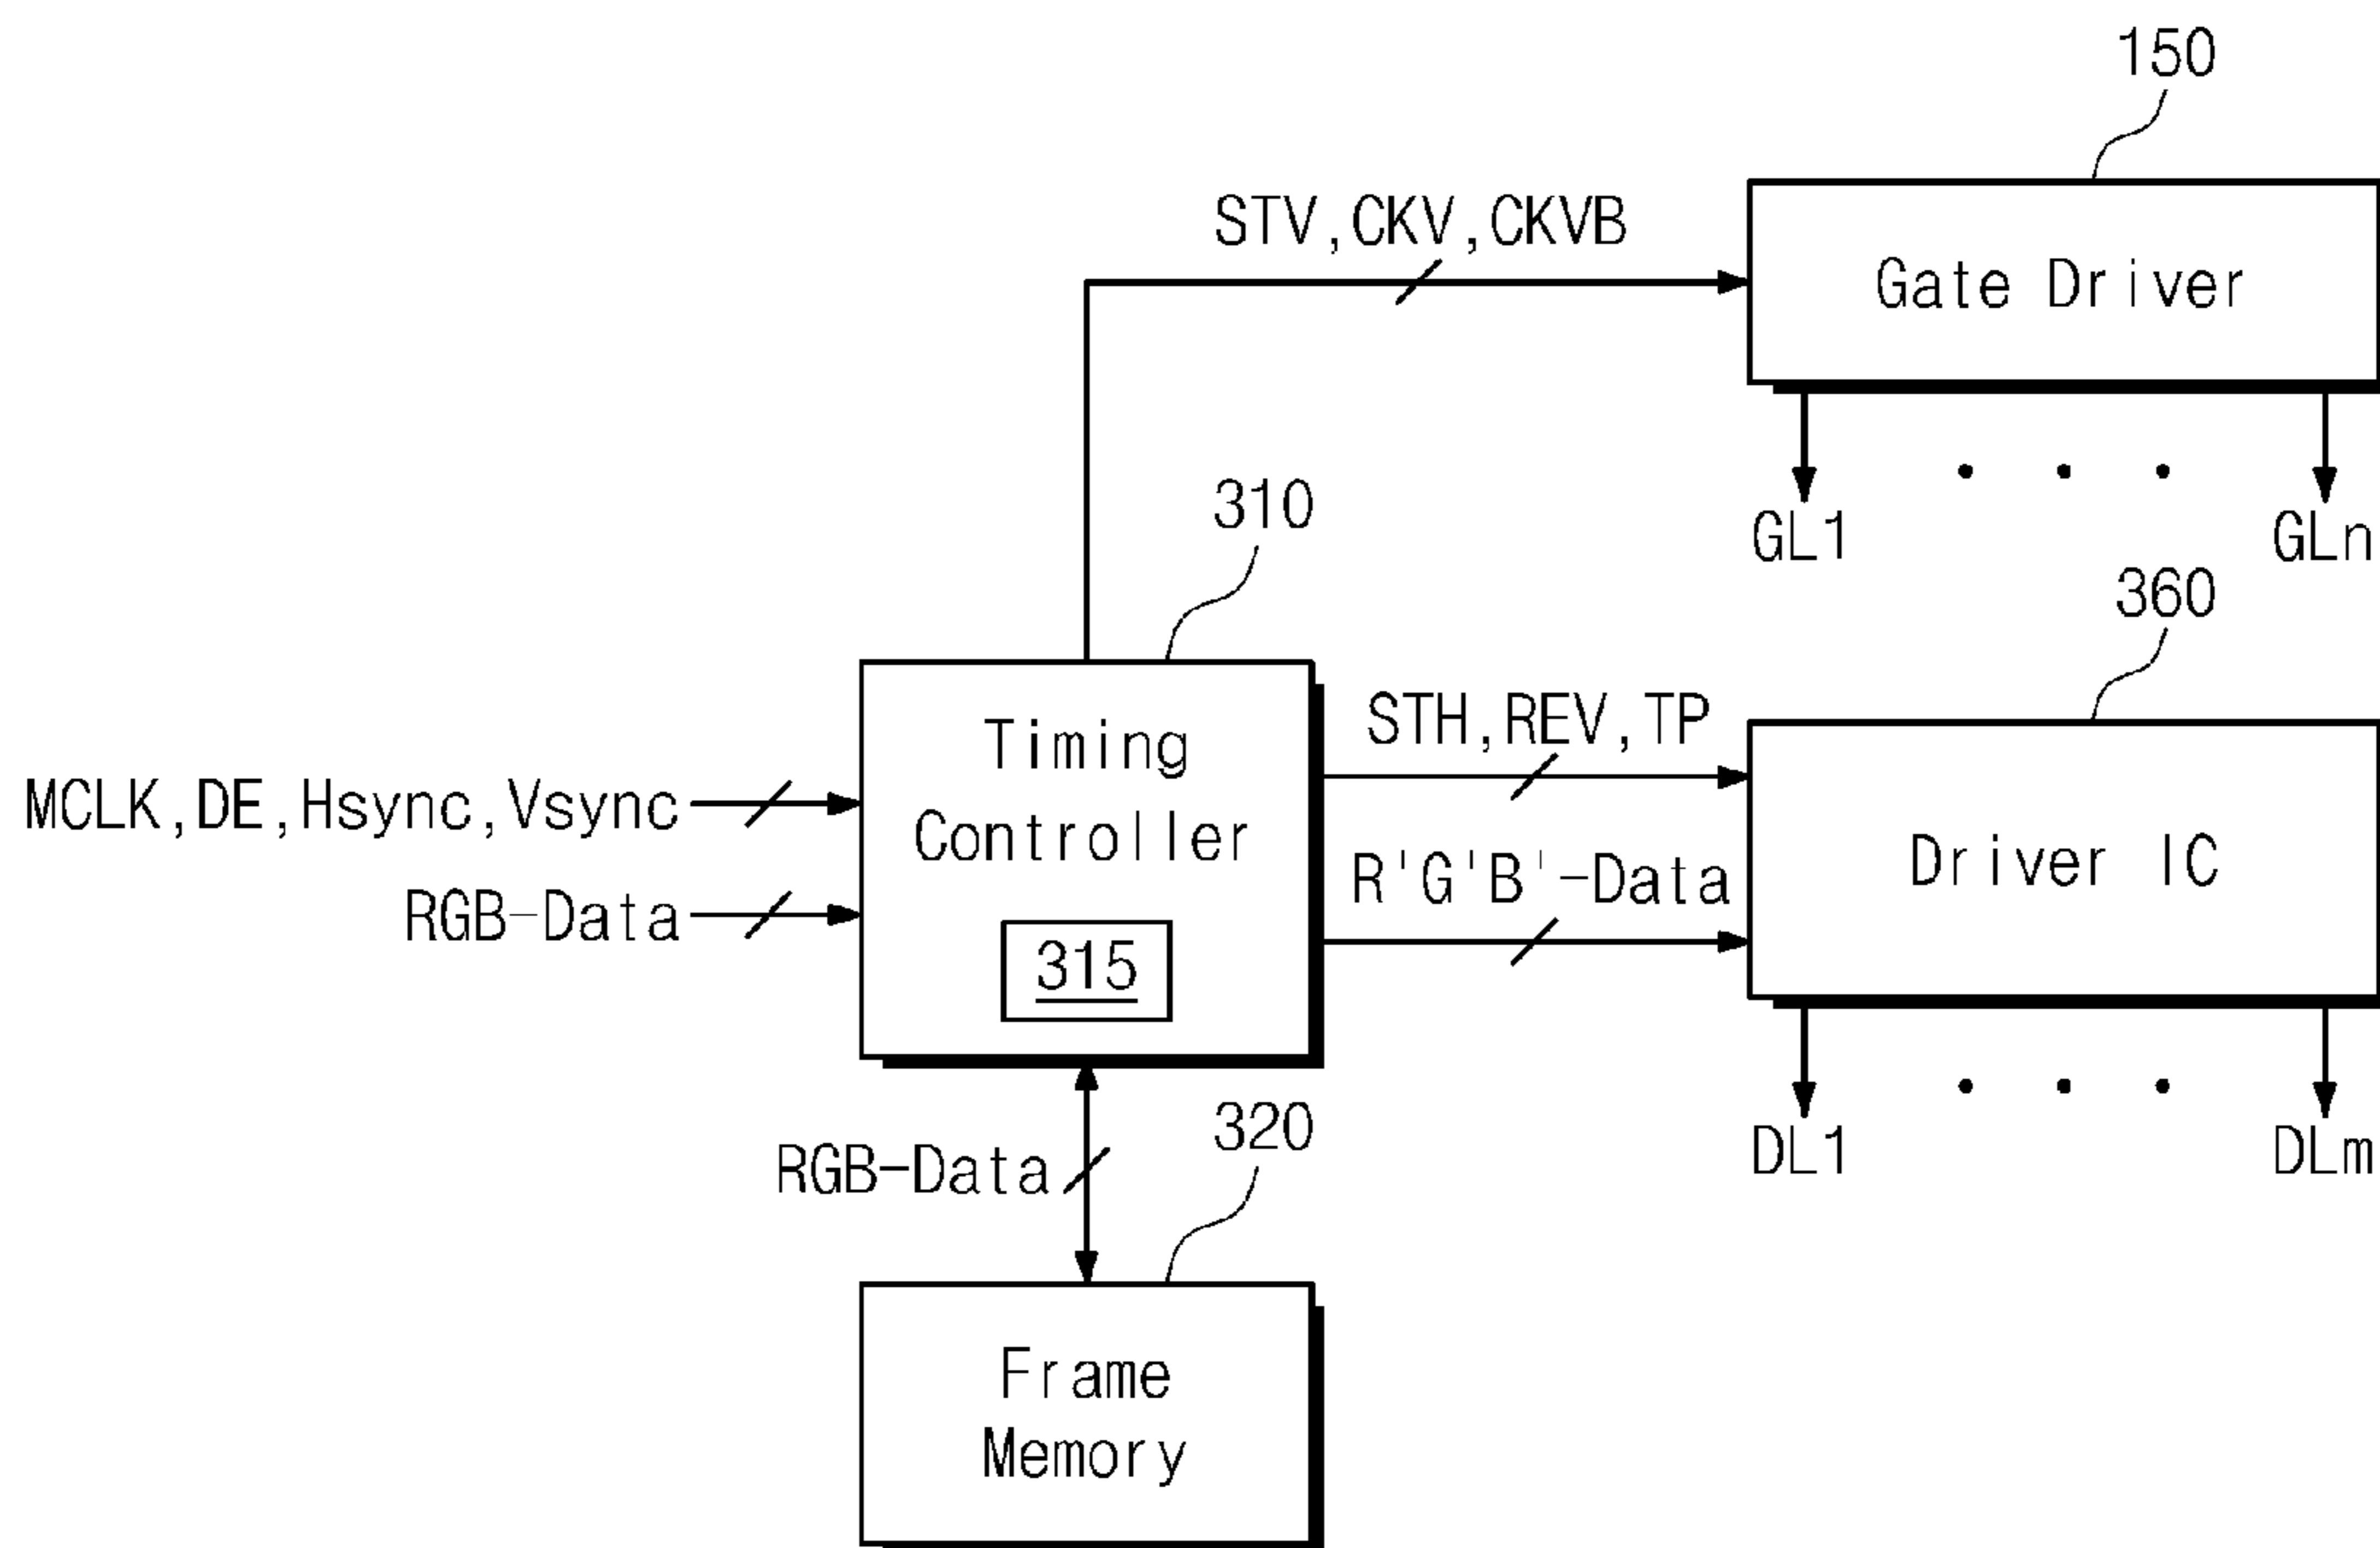 150
STV,CKV,CKVB
Gate Driver
GL1
GLn
310
360
Timing
Controller
315
STH,REV,TP
MCLK,DE,Hsync,Vsync
RGB-Data
R'G'B'-Data
Driver IC
DL1
DLm
320
RGB-Data
Frame
Memory